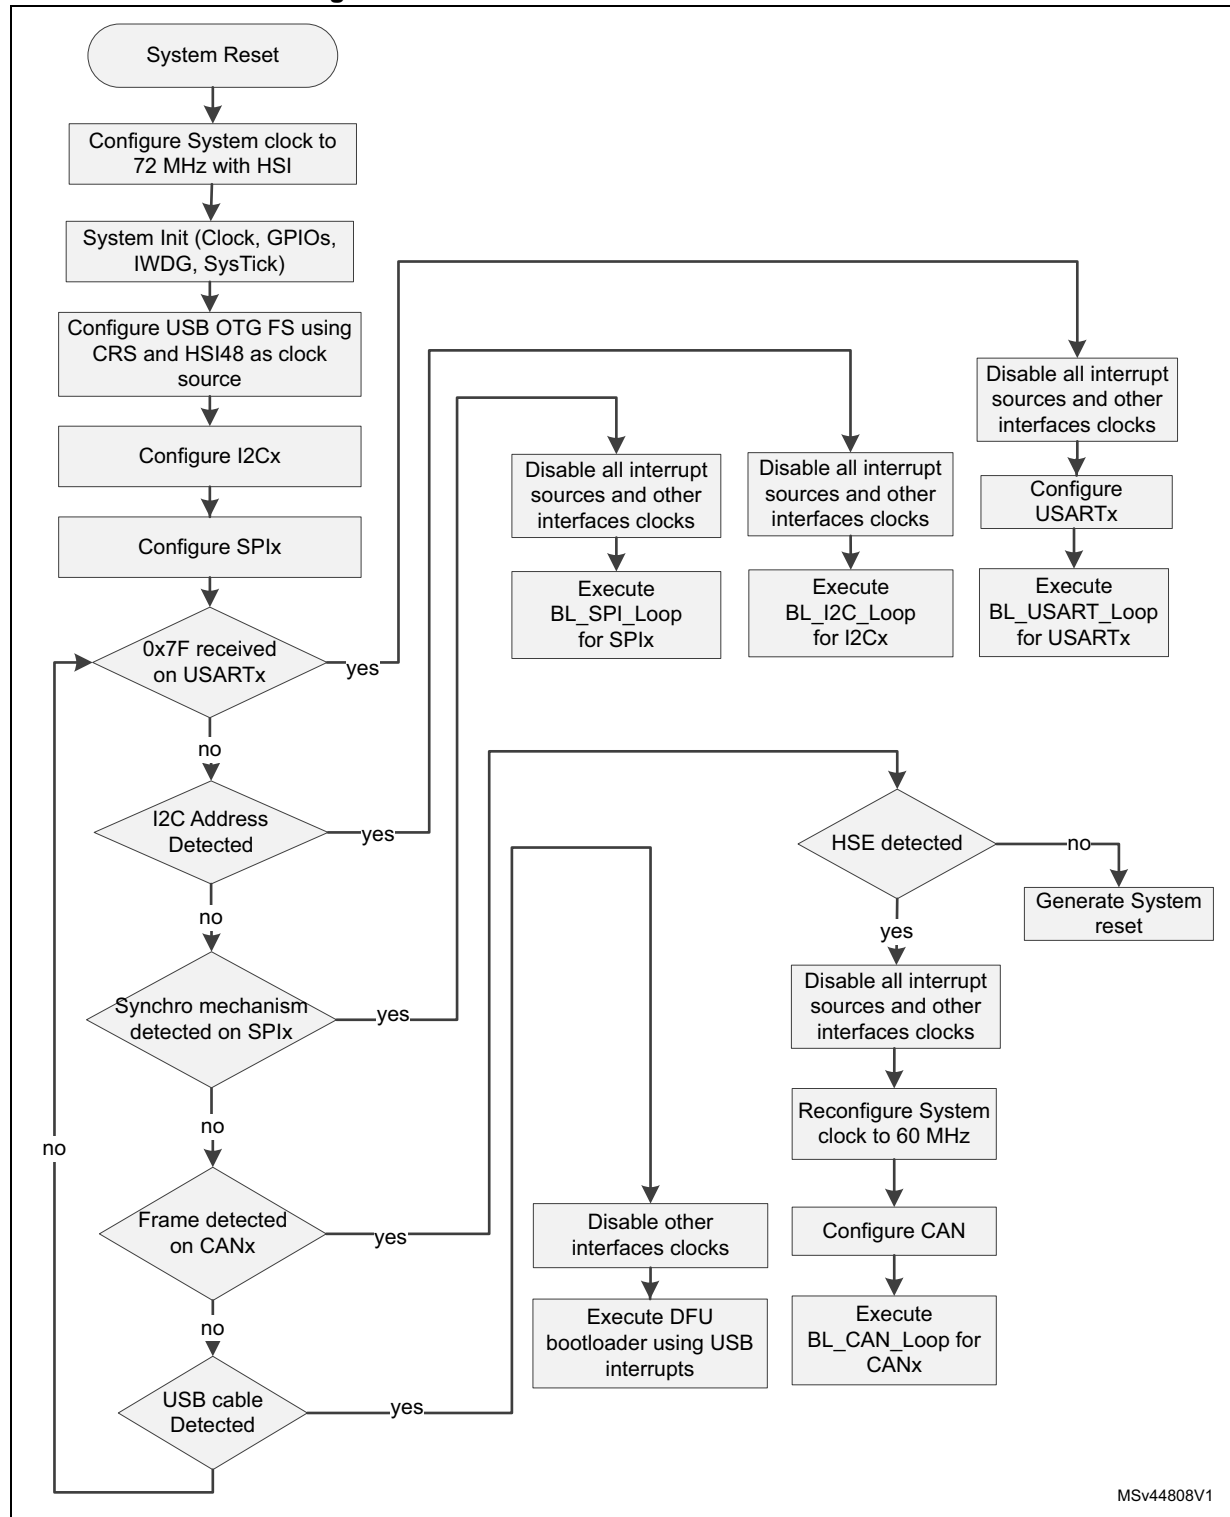 System Reset
Configure System clock to
72 MHz with HSI
System Init (Clock, GPIOs,
IWDG, SysTick)
Configure USB OTG FS using
CRS and HSI48 as clock
source
Configure I2Cx
Configure SPIx
0x7F received
on USARTx
yes
no
I2C Address
Detected
yes
no
Synchro mechanism
detected on SPIx
yes
no
Frame detected
on CANx
yes
no
USB cable
Detected
yes
no
Disable all interrupt
sources and other
interfaces clocks
Execute
BL_SPI_Loop
for SPIx
Disable all interrupt
sources and other
interfaces clocks
Execute
BL_I2C_Loop
for I2Cx
Disable all interrupt
sources and other
interfaces clocks
Configure
USARTx
Execute
BL_USART_Loop
for USARTx
HSE detected
no
Generate System
reset
yes
Disable all interrupt
sources and other
interfaces clocks
Reconfigure System
clock to 60 MHz
Configure CAN
Execute
BL_CAN_Loop for
CANx
Disable other
interfaces clocks
Execute DFU
bootloader using USB
interrupts
MSv44808V1